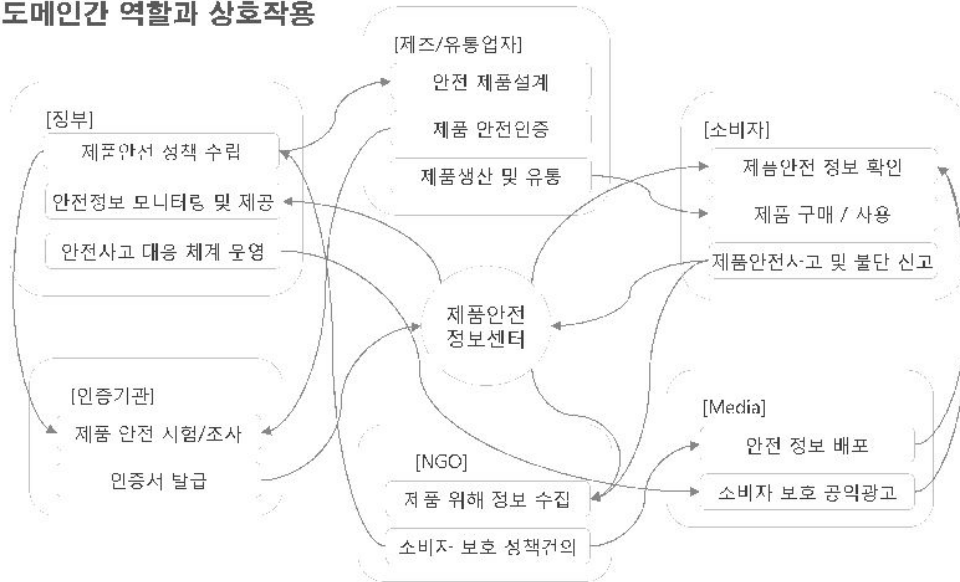 도메인간 역할과 상호작용
[제즈/유통업자]
안전 제품설계
제품 안전인증
제품생산 및 유통
[징부]
제품안선 성책 수립
안전정보 모니터링 및 제공
안전사고 대응 체계 운영
[소비자]
제품안전 정보 확인
제품 구매 / 사용
제품안전사고 및 불단 신고
제품안전
정보센터
[인증기관]
제품 안전 시험/조사
인증서 발급
[NGO]
제품 위해 정보 수집
소비자 보호 정책건의
[Media]
안전 정보 배포
소비자 보호 공익광고